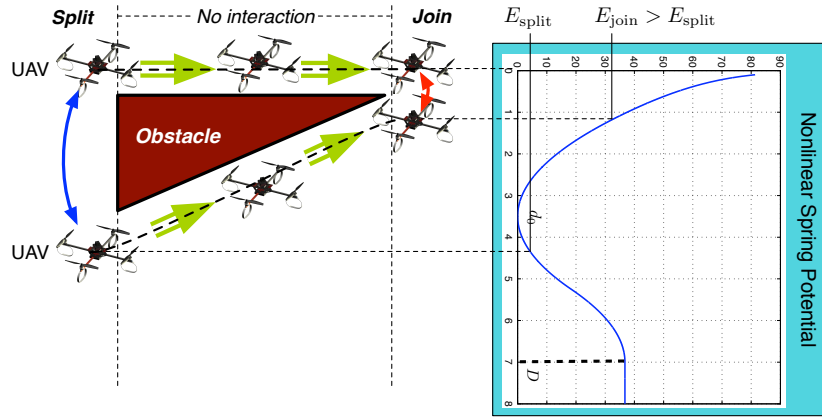 Split
No interaction
Join
E_split
E_join > E_split
UAV
Obstacle
UAV
0 10 20 30 40 50 60 70 80 90
0
1
2
3
4
5
6
7
8
d_0
D
Nonlinear Spring Potential